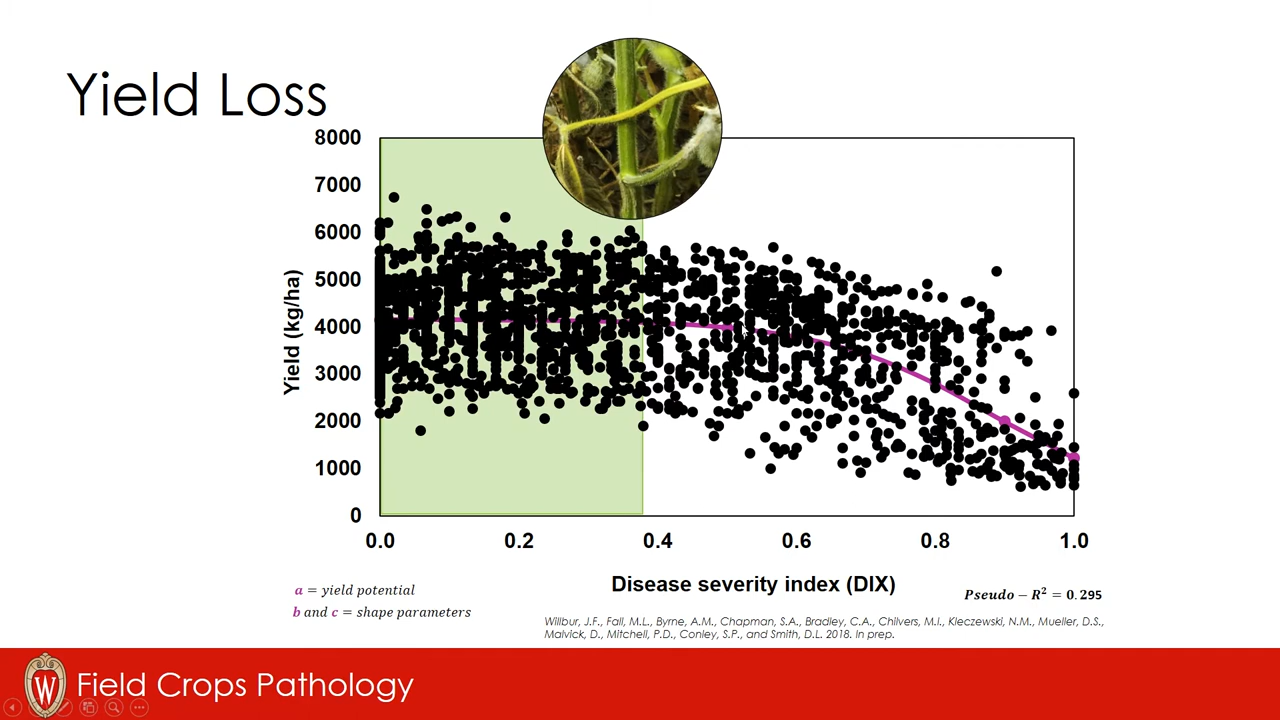 Yield Loss
8000
7000
6000
5000
4000
3000
2000
1000
0
Yield (kg/ha)
0.0 0.2 0.4 0.6 0.8 1.0
Disease severity index (DIX)
a = yield potential
b and c = shape parameters
Pseudo − R² = 0.295
Willbur, J.F., Fall, M.L., Byrne, A.M., Chapman, S.A., Bradley, C.A., Chilvers, M.I., Kleczewski, N.M., Mueller, D.S.,
Malvick, D., Mitchell, P.D., Conley, S.P., and Smith, D.L. 2018. In prep.
W
Field Crops Pathology